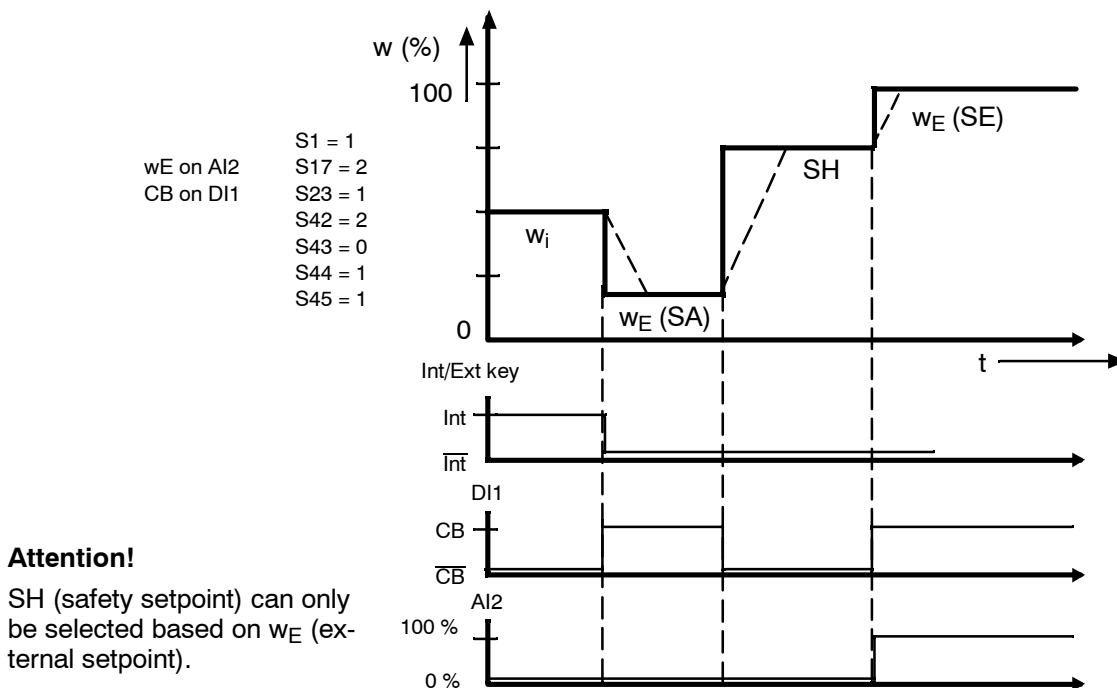 w (%)
100
wE on AI2
CB on DI1
S1 = 1
S17 = 2
S23 = 1
S42 = 2
S43 = 0
S44 = 1
S45 = 1
wE (SE)
SH
wi
wE (SA)
0
t
Int/Ext key
Int
Int
DI1
CB
CB
AI2
100 %
0 %
Attention!
SH (safety setpoint) can only
be selected based on wE (ex-
ternal setpoint).